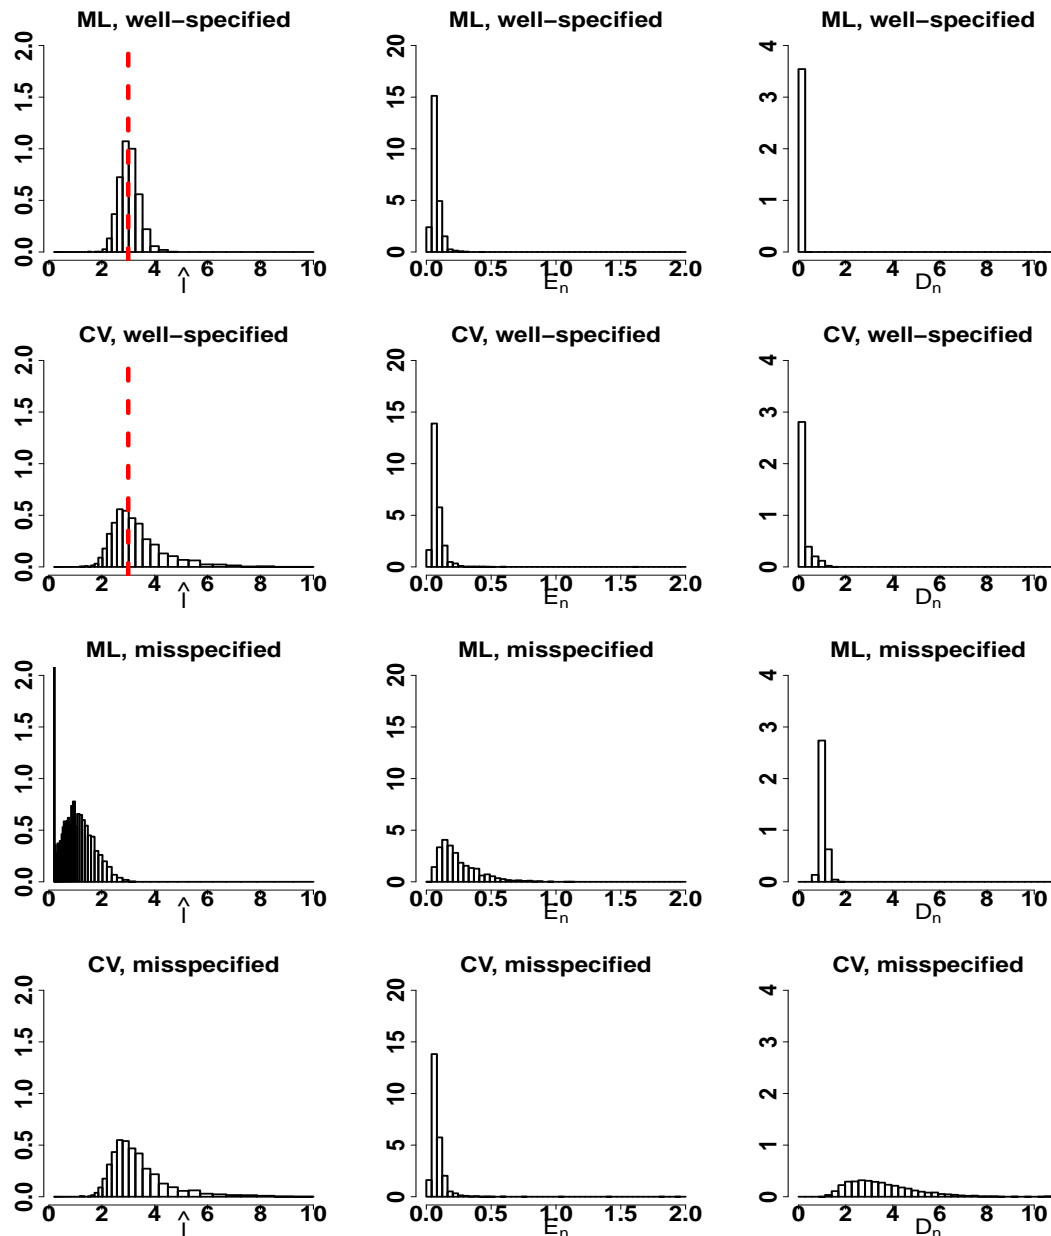 ML, well−specified ML, well−specified ML, well−specified
0.0 0.5 1.0 1.5 2.0
0 2 4 6 8 10
l̂
0 5 10 15 20
0.0 0.5 1.0 1.5 2.0
Eₙ
0 1 2 3 4
0 2 4 6 8 10
Dₙ
CV, well−specified CV, well−specified CV, well−specified
0.0 0.5 1.0 1.5 2.0
0 2 4 6 8 10
l̂
0 5 10 15 20
0.0 0.5 1.0 1.5 2.0
Eₙ
0 1 2 3 4
0 2 4 6 8 10
Dₙ
ML, misspecified ML, misspecified ML, misspecified
0.0 0.5 1.0 1.5 2.0
0 2 4 6 8 10
l̂
0 5 10 15 20
0.0 0.5 1.0 1.5 2.0
Eₙ
0 1 2 3 4
0 2 4 6 8 10
Dₙ
CV, misspecified CV, misspecified CV, misspecified
0.0 0.5 1.0 1.5 2.0
0 2 4 6 8 10
l̂
0 5 10 15 20
0.0 0.5 1.0 1.5 2.0
Eₙ
0 1 2 3 4
0 2 4 6 8 10
Dₙ